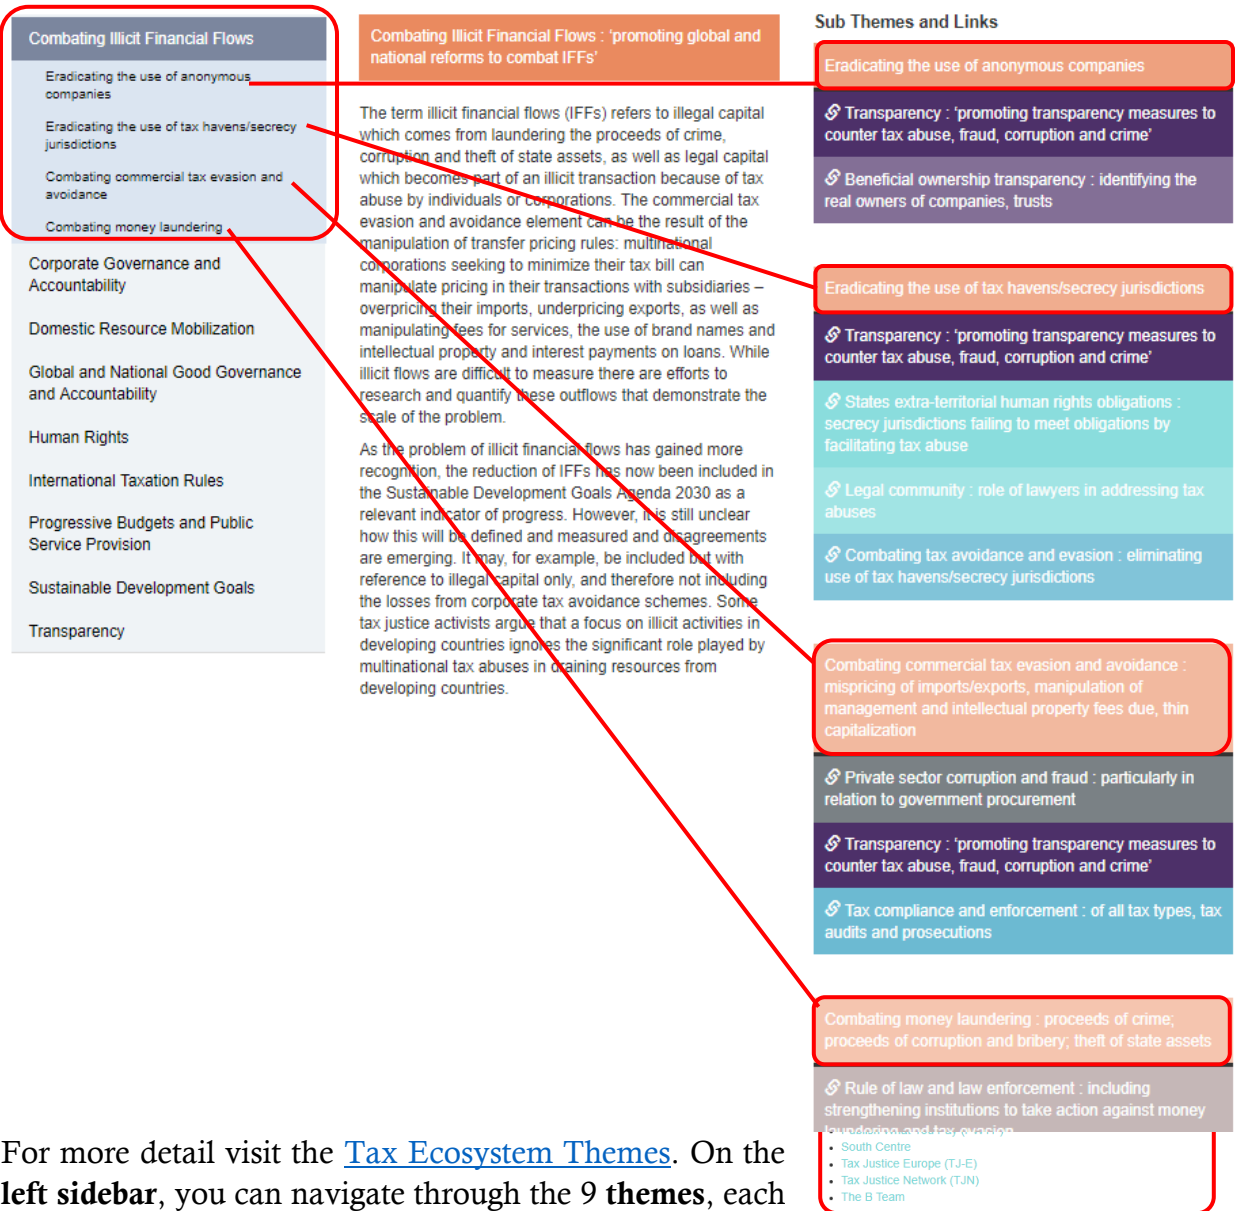 Combating Illicit Financial Flows
Eradicating the use of anonymous
companies
Eradicating the use of tax havens/secrecy
jurisdictions
Combating commercial tax evasion and
avoidance
Combating money laundering
Corporate Governance and
Accountability
Domestic Resource Mobilization
Global and National Good Governance
and Accountability
Human Rights
International Taxation Rules
Progressive Budgets and Public
Service Provision
Sustainable Development Goals
Transparency
Combating Illicit Financial Flows : ‘promoting global and
national reforms to combat IFFs’
The term illicit financial flows (IFFs) refers to illegal capital
which comes from laundering the proceeds of crime,
corruption and theft of state assets, as well as legal capital
which becomes part of an illicit transaction because of tax
abuse by individuals or corporations. The commercial tax
evasion and avoidance element can be the result of the
manipulation of transfer pricing rules: multinational
corporations seeking to minimize their tax bill can
manipulate pricing in their transactions with subsidiaries –
overpricing their imports, underpricing exports, as well as
manipulating fees for services, the use of brand names and
intellectual property and interest payments on loans. While
illicit flows are difficult to measure there are efforts to
research and quantify these outflows that demonstrate the
scale of the problem.
As the problem of illicit financial flows has gained more
recognition, the reduction of IFFs has now been included in
the Sustainable Development Goals Agenda 2030 as a
relevant indicator of progress. However, it is still unclear
how this will be defined and measured and disagreements
are emerging. It may, for example, be included but with
reference to illegal capital only, and therefore not including
the losses from corporate tax avoidance schemes. Some
tax justice activists argue that a focus on illicit activities in
developing countries ignores the significant role played by
multinational tax abuses in draining resources from
developing countries.
Sub Themes and Links
Eradicating the use of anonymous companies
Transparency : ‘promoting transparency measures to
counter tax abuse, fraud, corruption and crime’
Beneficial ownership transparency : identifying the
real owners of companies, trusts
Eradicating the use of tax havens/secrecy jurisdictions
Transparency : ‘promoting transparency measures to
counter tax abuse, fraud, corruption and crime’
States extra-territorial human rights obligations :
secrecy jurisdictions failing to meet obligations by
facilitating tax abuse
Legal community : role of lawyers in addressing tax
abuses
Combating tax avoidance and evasion : eliminating
use of tax havens/secrecy jurisdictions
Combating commercial tax evasion and avoidance :
mispricing of imports/exports, manipulation of
management and intellectual property fees due, thin
capitalization
Private sector corruption and fraud : particularly in
relation to government procurement
Transparency : ‘promoting transparency measures to
counter tax abuse, fraud, corruption and crime’
Tax compliance and enforcement : of all tax types, tax
audits and prosecutions
Combating money laundering : proceeds of crime;
proceeds of corruption and bribery; theft of state assets
Rule of law and law enforcement : including
strengthening institutions to take action against money
laundering and tax evasion
• South Centre
• Tax Justice Europe (TJ-E)
• Tax Justice Network (TJN)
• The B Team
For more detail visit the Tax Ecosystem Themes. On the
left sidebar, you can navigate through the 9 themes, each